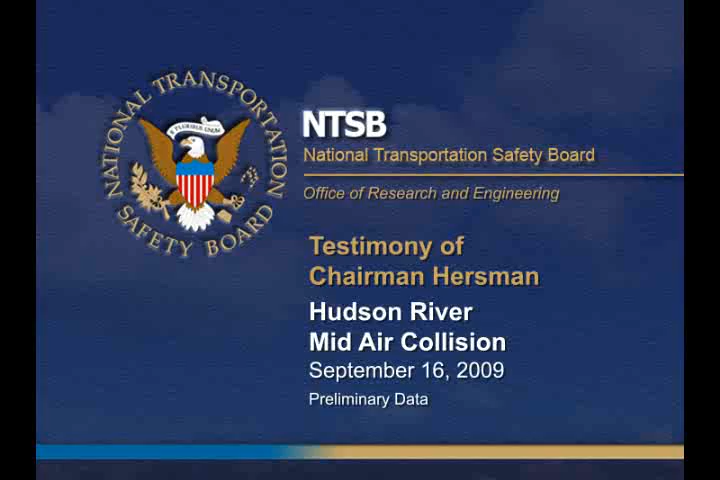 NATIONAL TRANSPORTATION
SAFETY BOARD
E PLURIBUS UNUM
NTSB
National Transportation Safety Board
Office of Research and Engineering
Testimony of
Chairman Hersman
Hudson River
Mid Air Collision
September 16, 2009
Preliminary Data